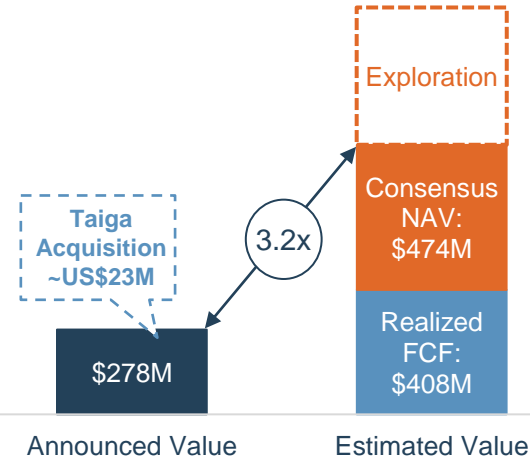 Exploration
Consensus
NAV:
$474M
3.2x
Taiga
Acquisition
~US$23M
Realized
FCF:
$408M
$278M
Announced Value
Estimated Value